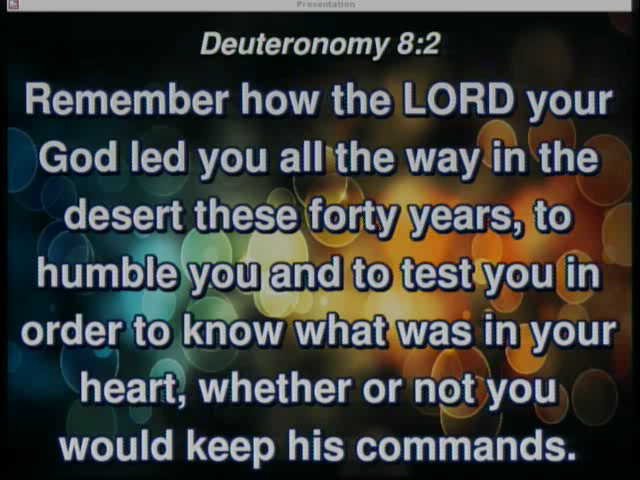 Presentation
Deuteronomy 8:2
Remember how the LORD your
God led you all the way in the
desert these forty years, to
humble you and to test you in
order to know what was in your
heart, whether or not you
would keep his commands.